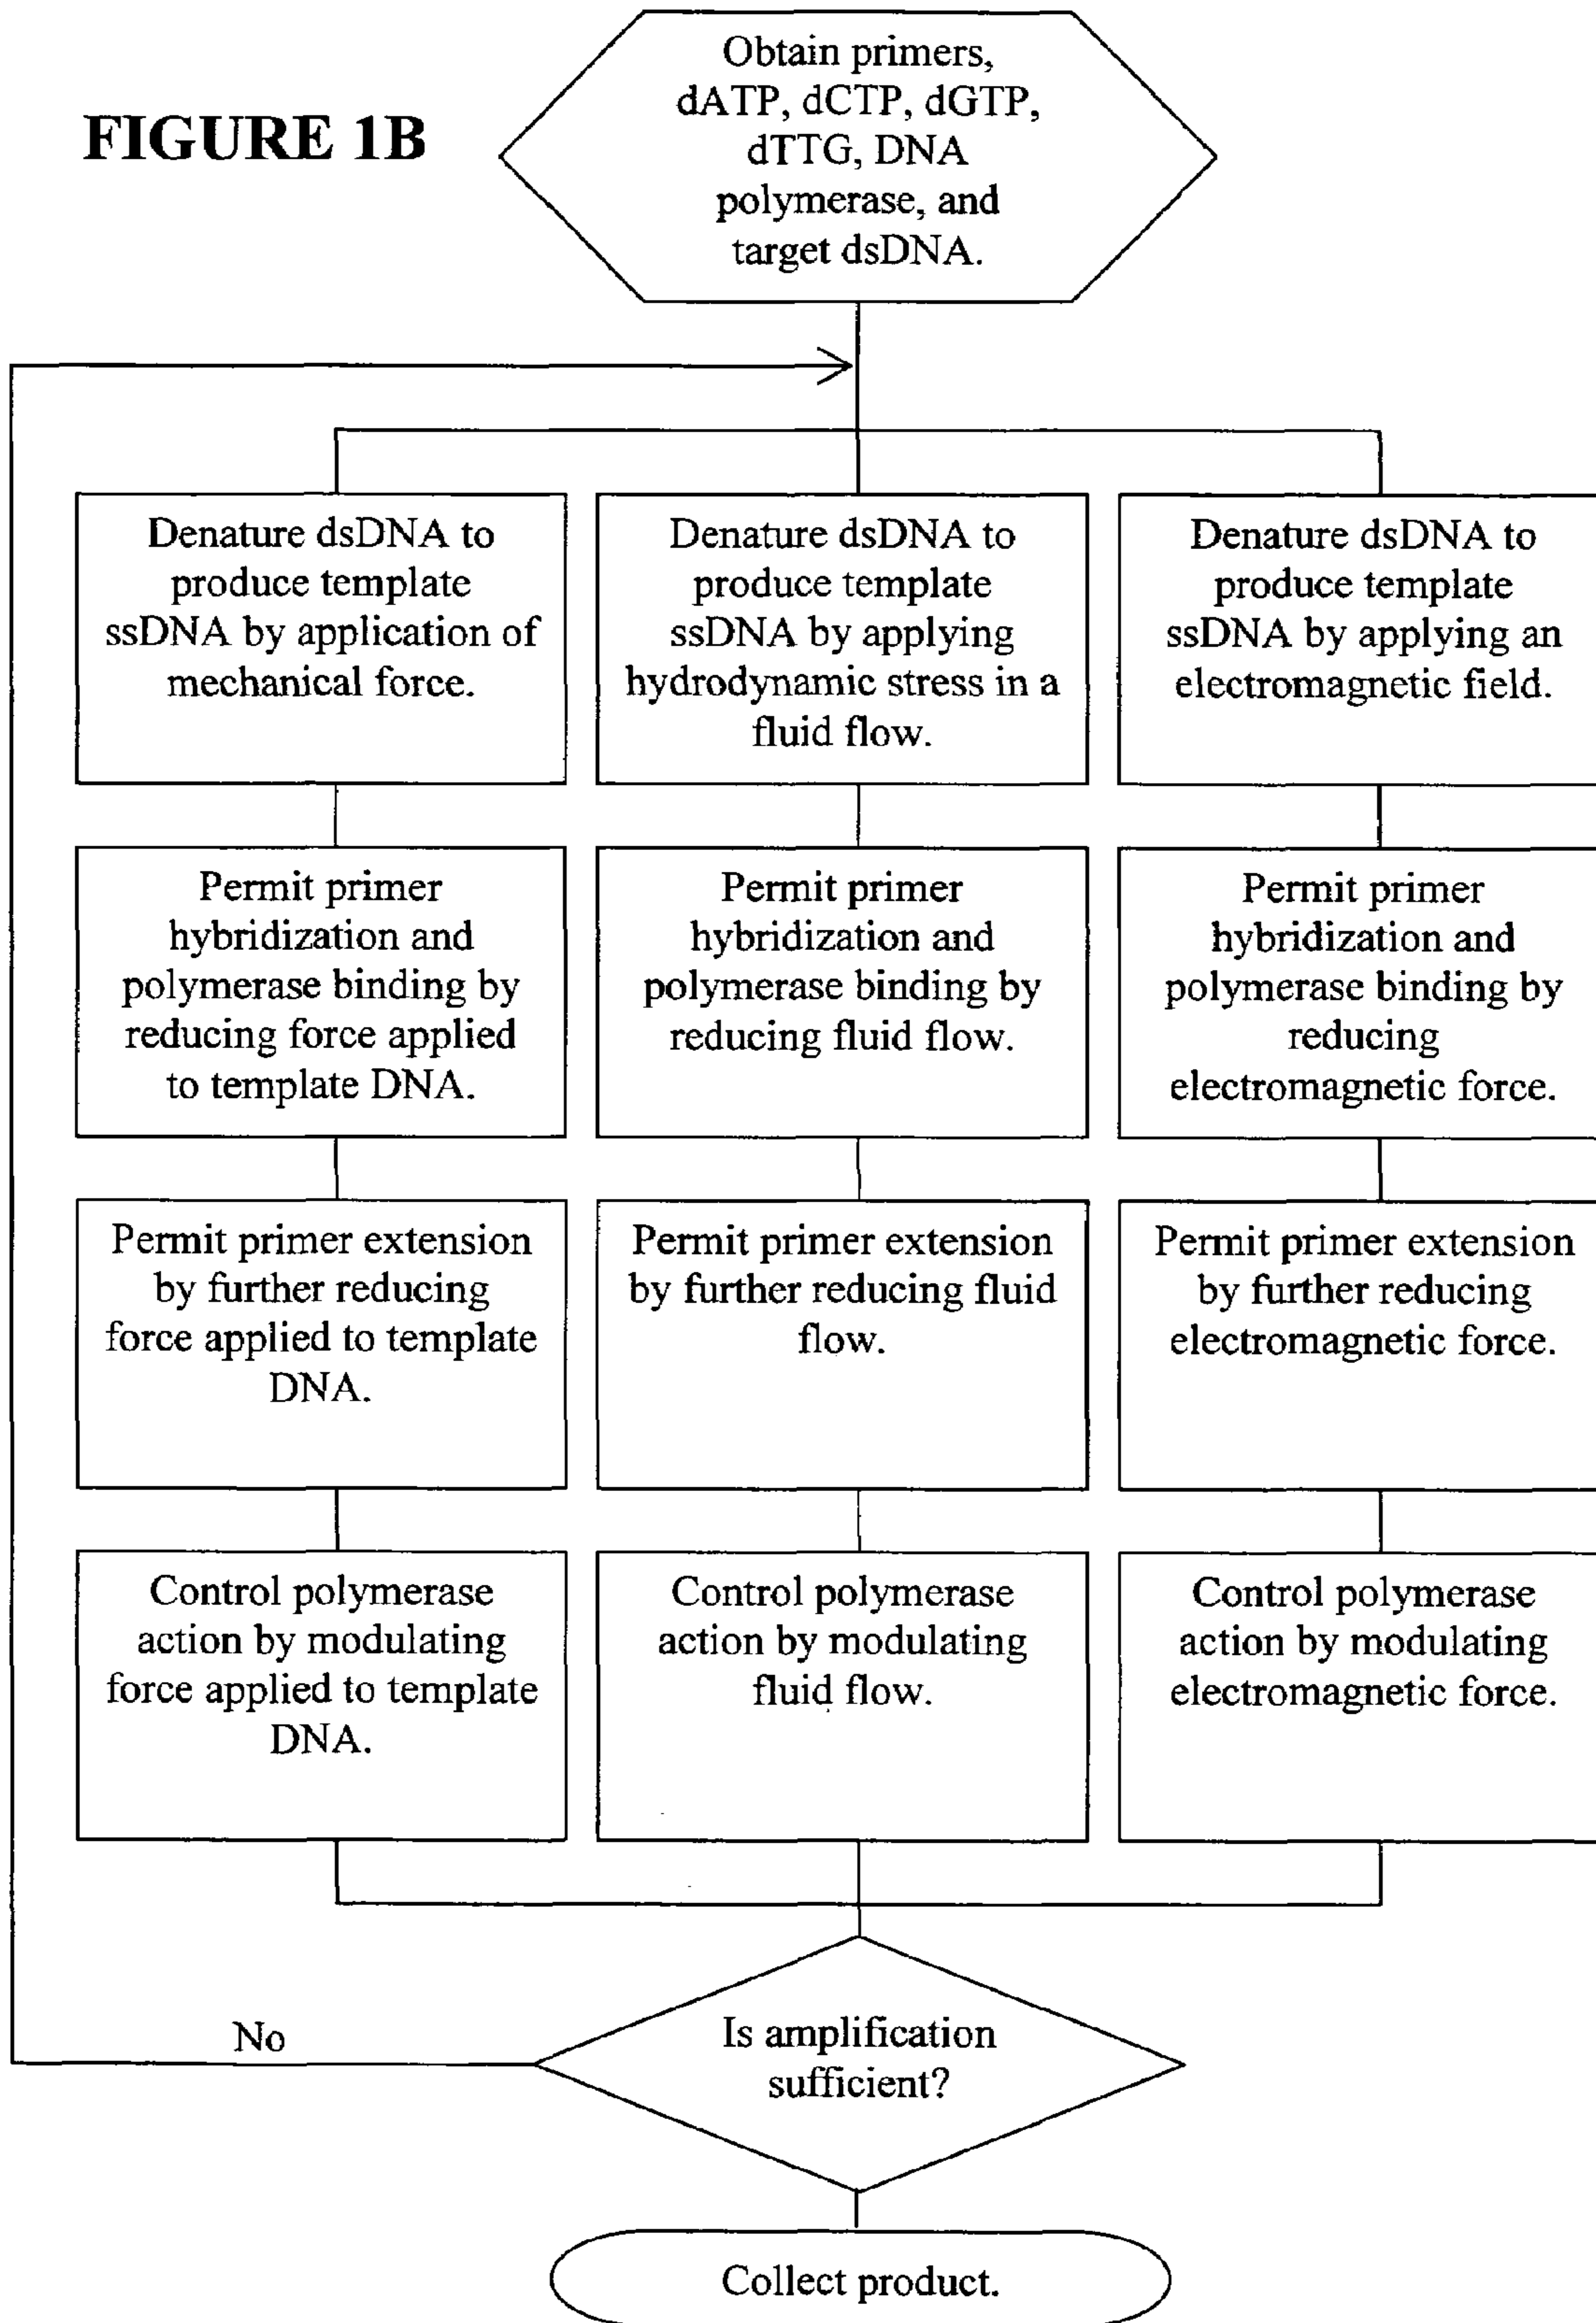 FIGURE 1B
Obtain primers,
dATP, dCTP, dGTP,
dTTG, DNA
polymerase, and
target dsDNA.
Denature dsDNA to
produce template
ssDNA by application of
mechanical force.
Denature dsDNA to
produce template
ssDNA by applying
hydrodynamic stress in a
fluid flow.
Denature dsDNA to
produce template
ssDNA by applying an
electromagnetic field.
Permit primer
hybridization and
polymerase binding by
reducing force applied
to template DNA.
Permit primer
hybridization and
polymerase binding by
reducing fluid flow.
Permit primer
hybridization and
polymerase binding by
reducing
electromagnetic force.
Permit primer extension
by further reducing
force applied to template
DNA.
Permit primer extension
by further reducing fluid
flow.
Permit primer extension
by further reducing
electromagnetic force.
Control polymerase
action by modulating
force applied to template
DNA.
Control polymerase
action by modulating
fluid flow.
Control polymerase
action by modulating
electromagnetic force.
No
Is amplification
sufficient?
Collect product.